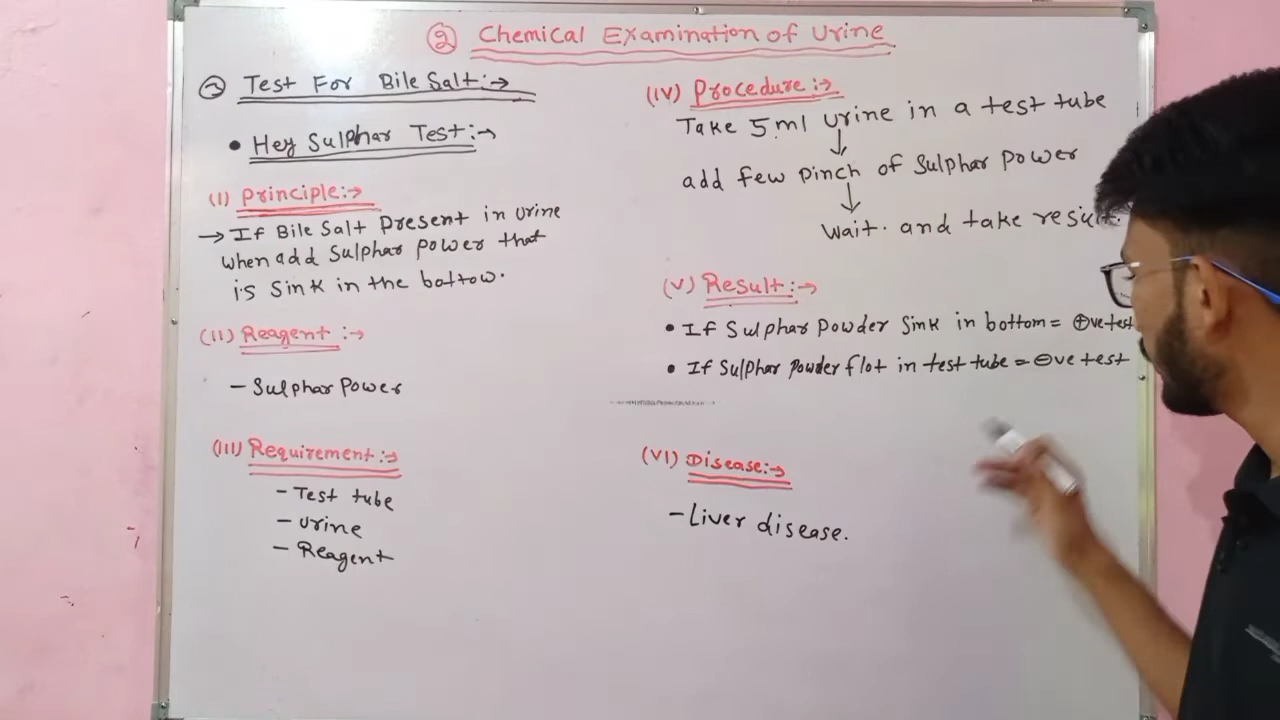 ② Chemical Examination of Urine
Test For Bile Salt:→
• Hey Sulphar Test:→
(I) Principle:→
→ If Bile Salt Present in urine
when add Sulphar power that
is Sink in the bottow.
(II) Reagent:→
- Sulphar Power
(III) Requirement:→
- Test tube
- urine
- Reagent
(IV) Procedure:→
Take 5ml urine in a test tube
↓
add few pinch of Sulphar power
↓
wait. and take result.
(V) Result:→
• If Sulphar powder Sink in bottom = ⊕ve test
• If Sulphar powder flot in test tube = ⊖ve test
(VI) Disease:→
- Liver disease.